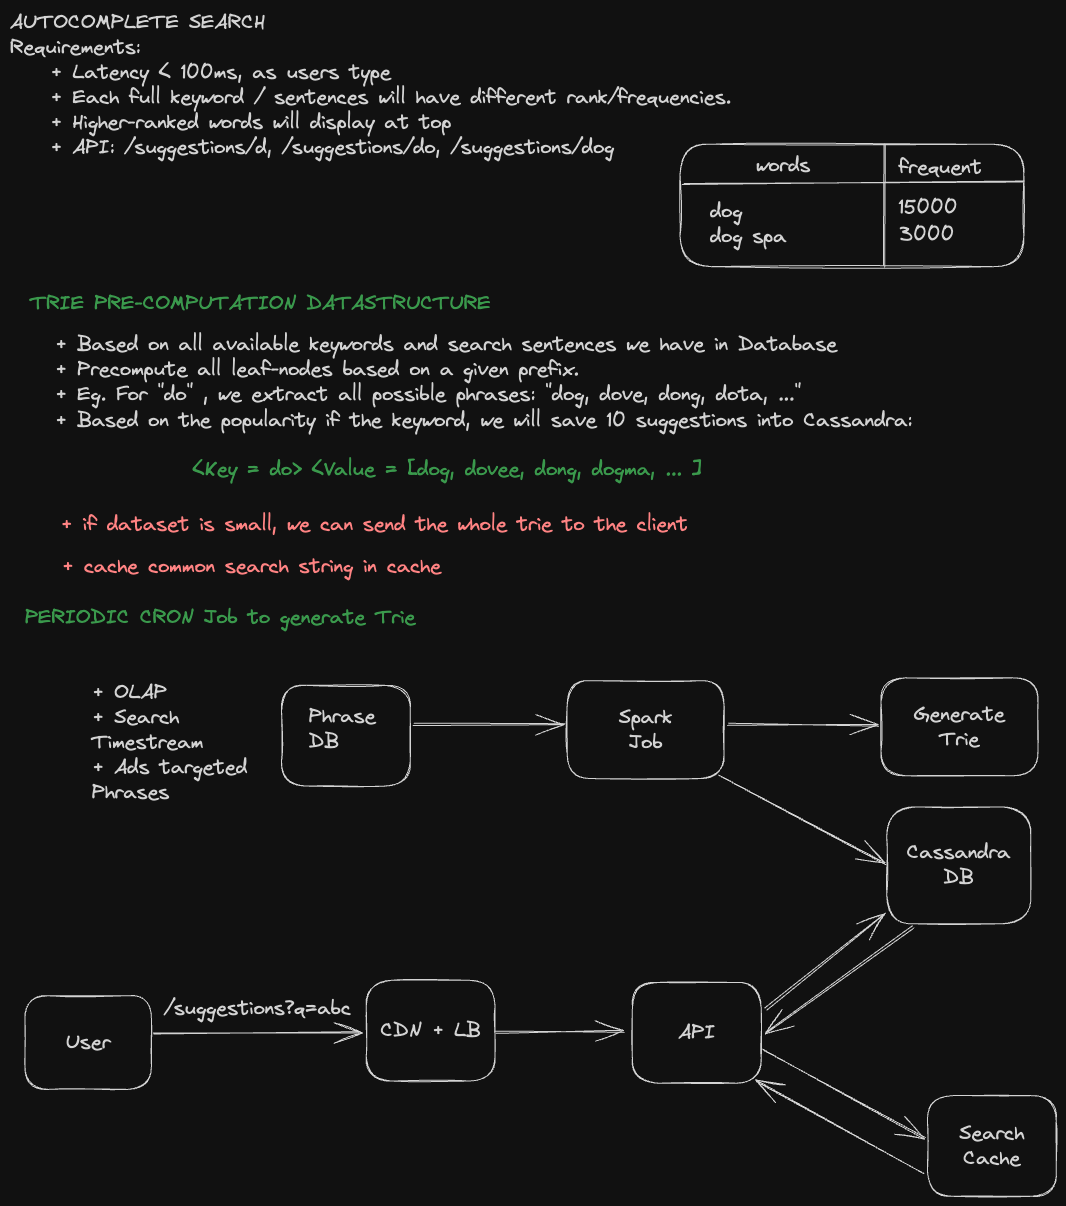 AUTOCOMPLETE SEARCH
Requirements:
+ Latency < 100ms, as users type
+ Each full keyword / sentences will have different rank/frequencies.
+ Higher-ranked words will display at top
+ API: /suggestions/d, /suggestions/do, /suggestions/dog
words frequent
dog 15000
dog spa 3000
TRIE PRE-COMPUTATION DATASTRUCTURE
+ Based on all available keywords and search sentences we have in Database
+ Precompute all leaf-nodes based on a given prefix.
+ Eg. For "do" , we extract all possible phrases: "dog, dove, dong, dota, ..."
+ Based on the popularity if the keyword, we will save 10 suggestions into Cassandra:
<Key = do> <Value = [dog, dovee, dong, dogma, ... ]
+ if dataset is small, we can send the whole trie to the client
+ cache common search string in cache
PERIODIC CRON Job to generate Trie
+ OLAP
+ Search
Timestream
+ Ads targeted
Phrases
Phrase
DB
Spark
Job
Generate
Trie
Cassandra
DB
User
/suggestions?q=abc
CDN + LB
API
Search
Cache